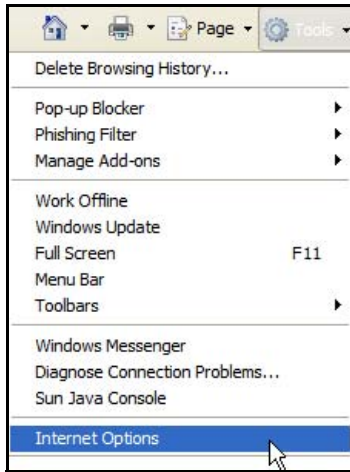 Page Tools
Delete Browsing History...
Pop-up Blocker
Phishing Filter
Manage Add-ons
Work Offline
Windows Update
Full Screen F11
Menu Bar
Toolbars
Windows Messenger
Diagnose Connection Problems...
Sun Java Console
Internet Options